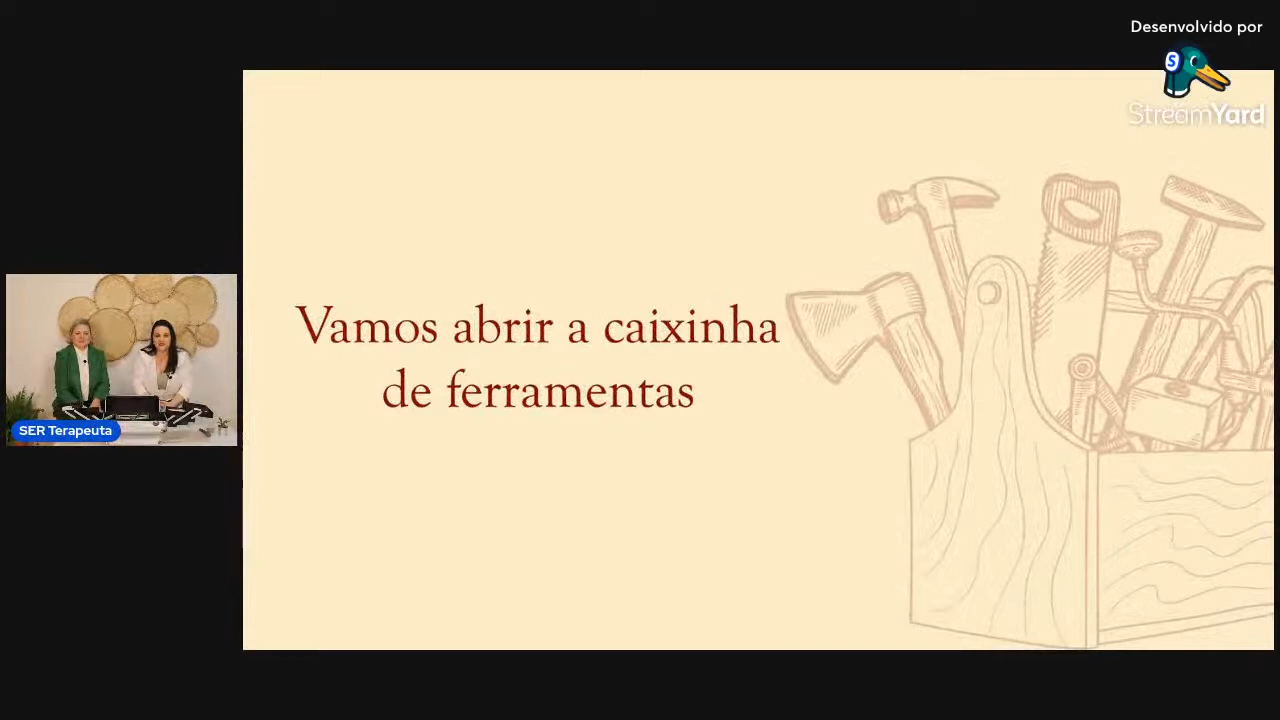 Desenvolvido por
S
StreamYard
Vamos abrir a caixinha
de ferramentas
SER Terapeuta